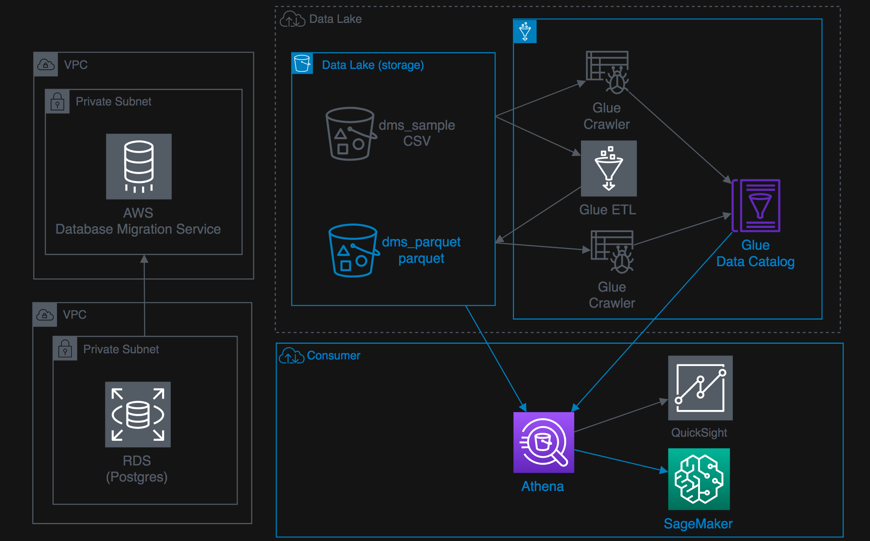 VPC
Private Subnet
AWS
Database Migration Service
VPC
Private Subnet
RDS
(Postgres)
Data Lake
Data Lake (storage)
dms_sample
CSV
dms_parquet
parquet
Glue
Crawler
Glue ETL
Glue
Crawler
Glue
Data Catalog
Consumer
Athena
QuickSight
SageMaker